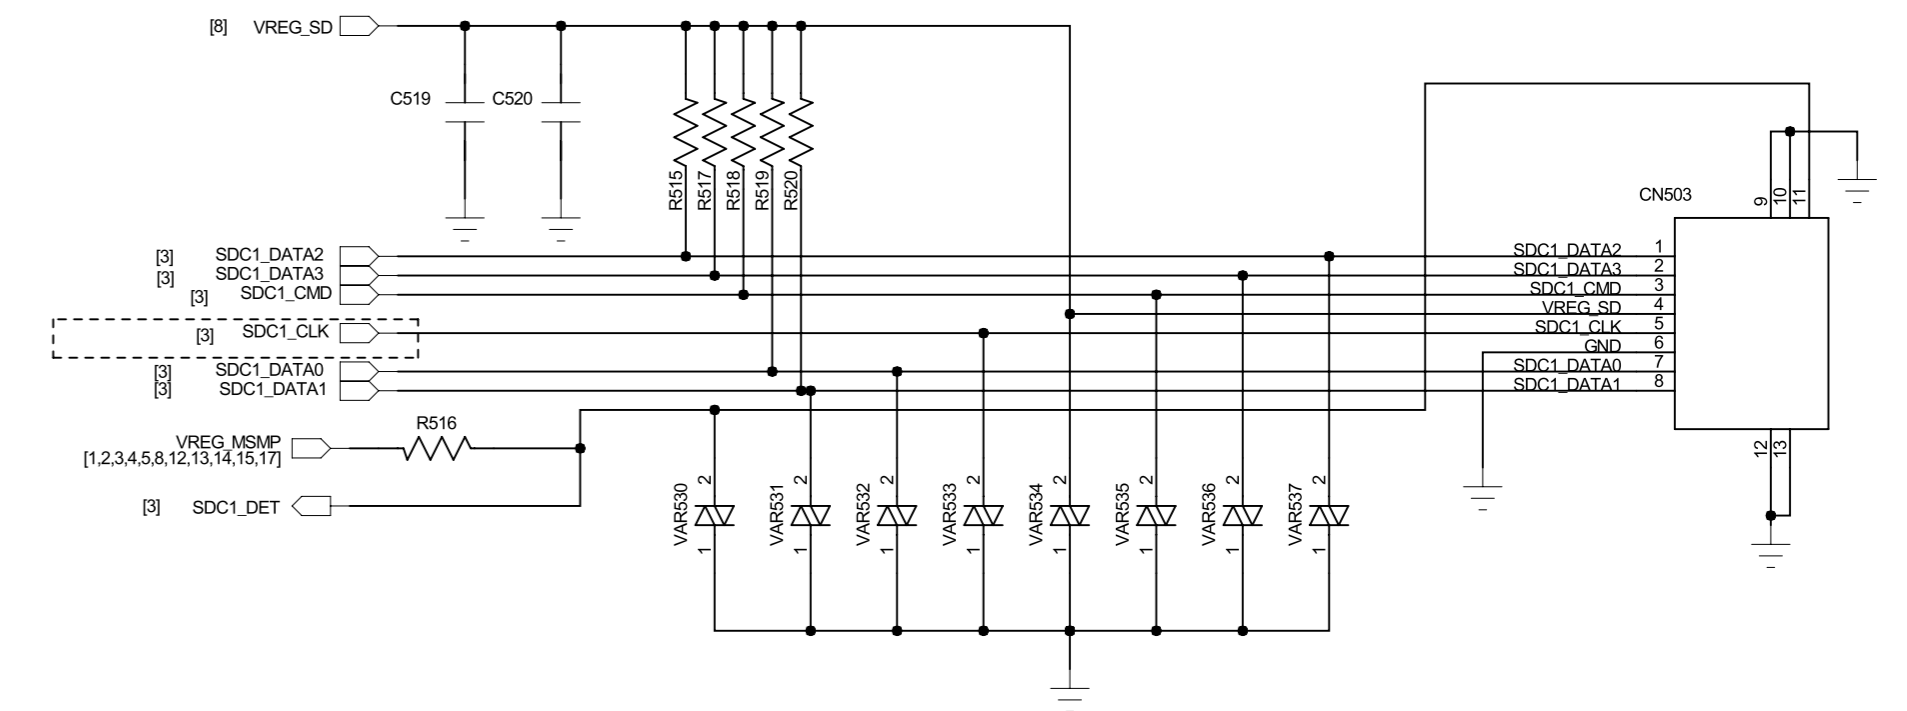 [8] VREG_SD
C519 C520
R515 R517 R518 R519 R520
CN503
9 10 11
[3] SDC1_DATA2 SDC1_DATA2 1
[3] SDC1_DATA3 SDC1_DATA3 2
[3] SDC1_CMD SDC1_CMD 3
VREG_SD 4
[3] SDC1_CLK SDC1_CLK 5
GND 6
[3] SDC1_DATA0 SDC1_DATA0 7
[3] SDC1_DATA1 SDC1_DATA1 8
R516
VREG_MSMP
[1,2,3,4,5,8,12,13,14,15,17]
12 13
[3] SDC1_DET
2 2 2 2 2 2 2 2
VAR530 VAR531 VAR532 VAR533 VAR534 VAR535 VAR536 VAR537
1 1 1 1 1 1 1 1